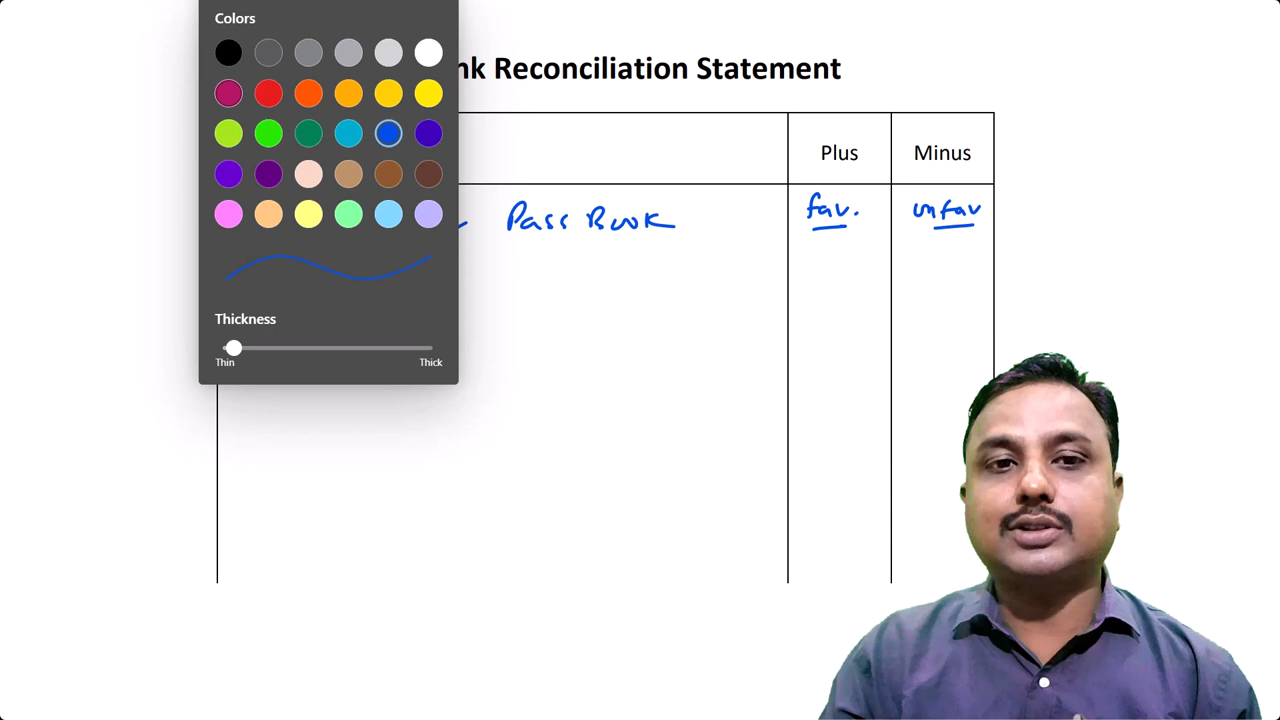 Colors
nk Reconciliation Statement
Plus
Minus
Pass Book
fav.
unfav
Thickness
Thin
Thick